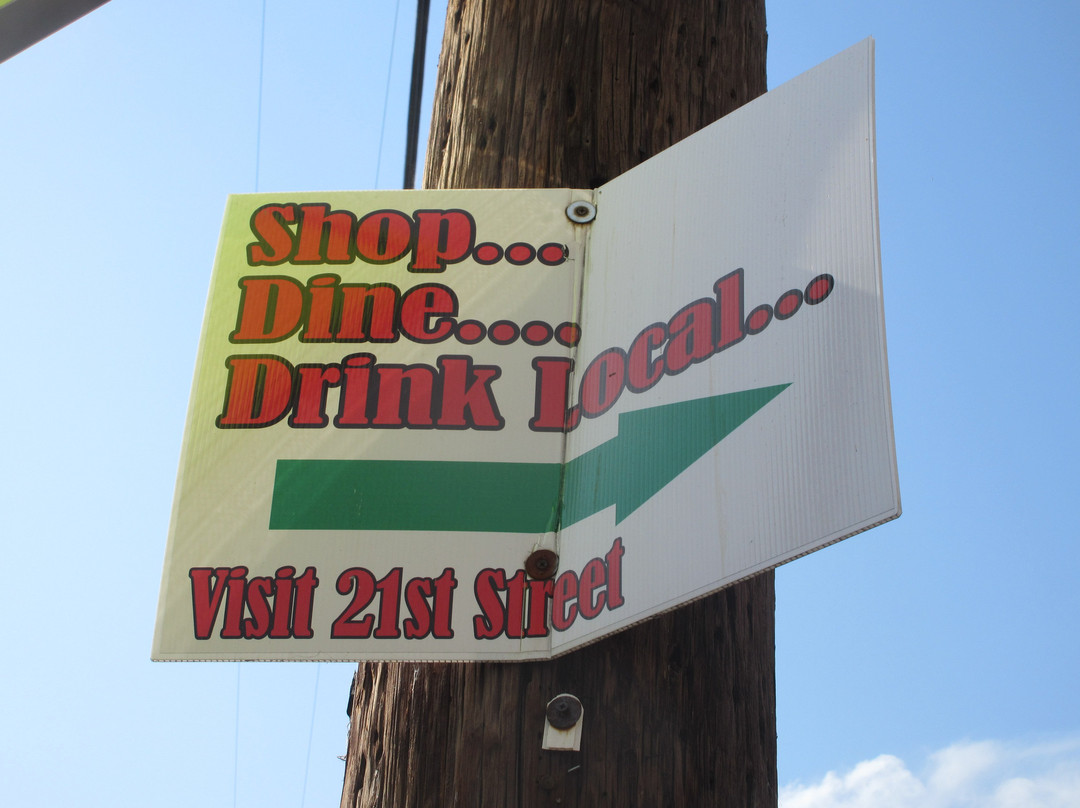 Shop...
Dine....
Drink Local...
Visit 21st Street